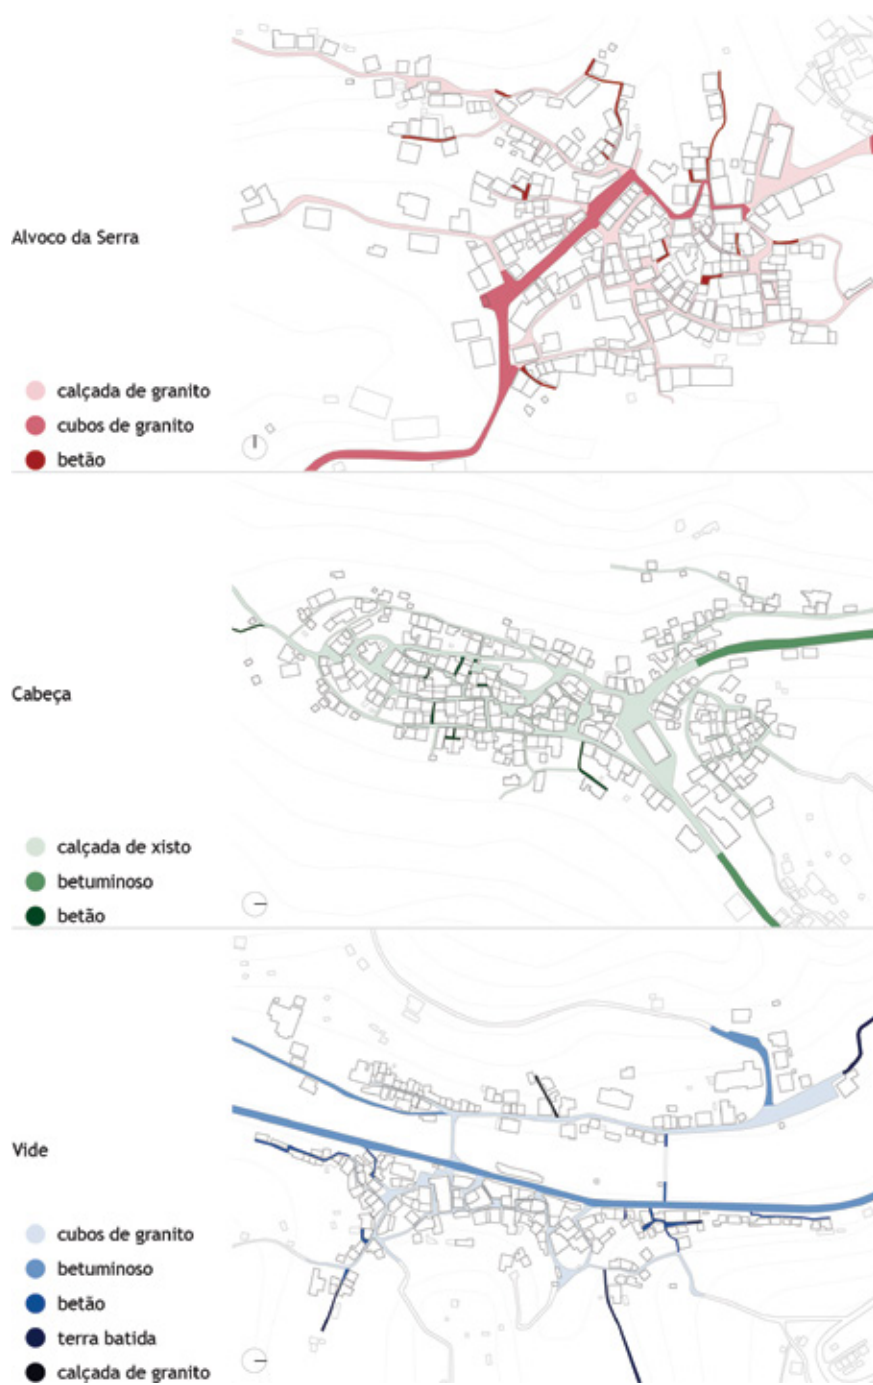 Alvoco da Serra
calçada de granito
cubos de granito
betão
Cabeça
calçada de xisto
betuminoso
betão
Vide
cubos de granito
betuminoso
betão
terra batida
calçada de granito